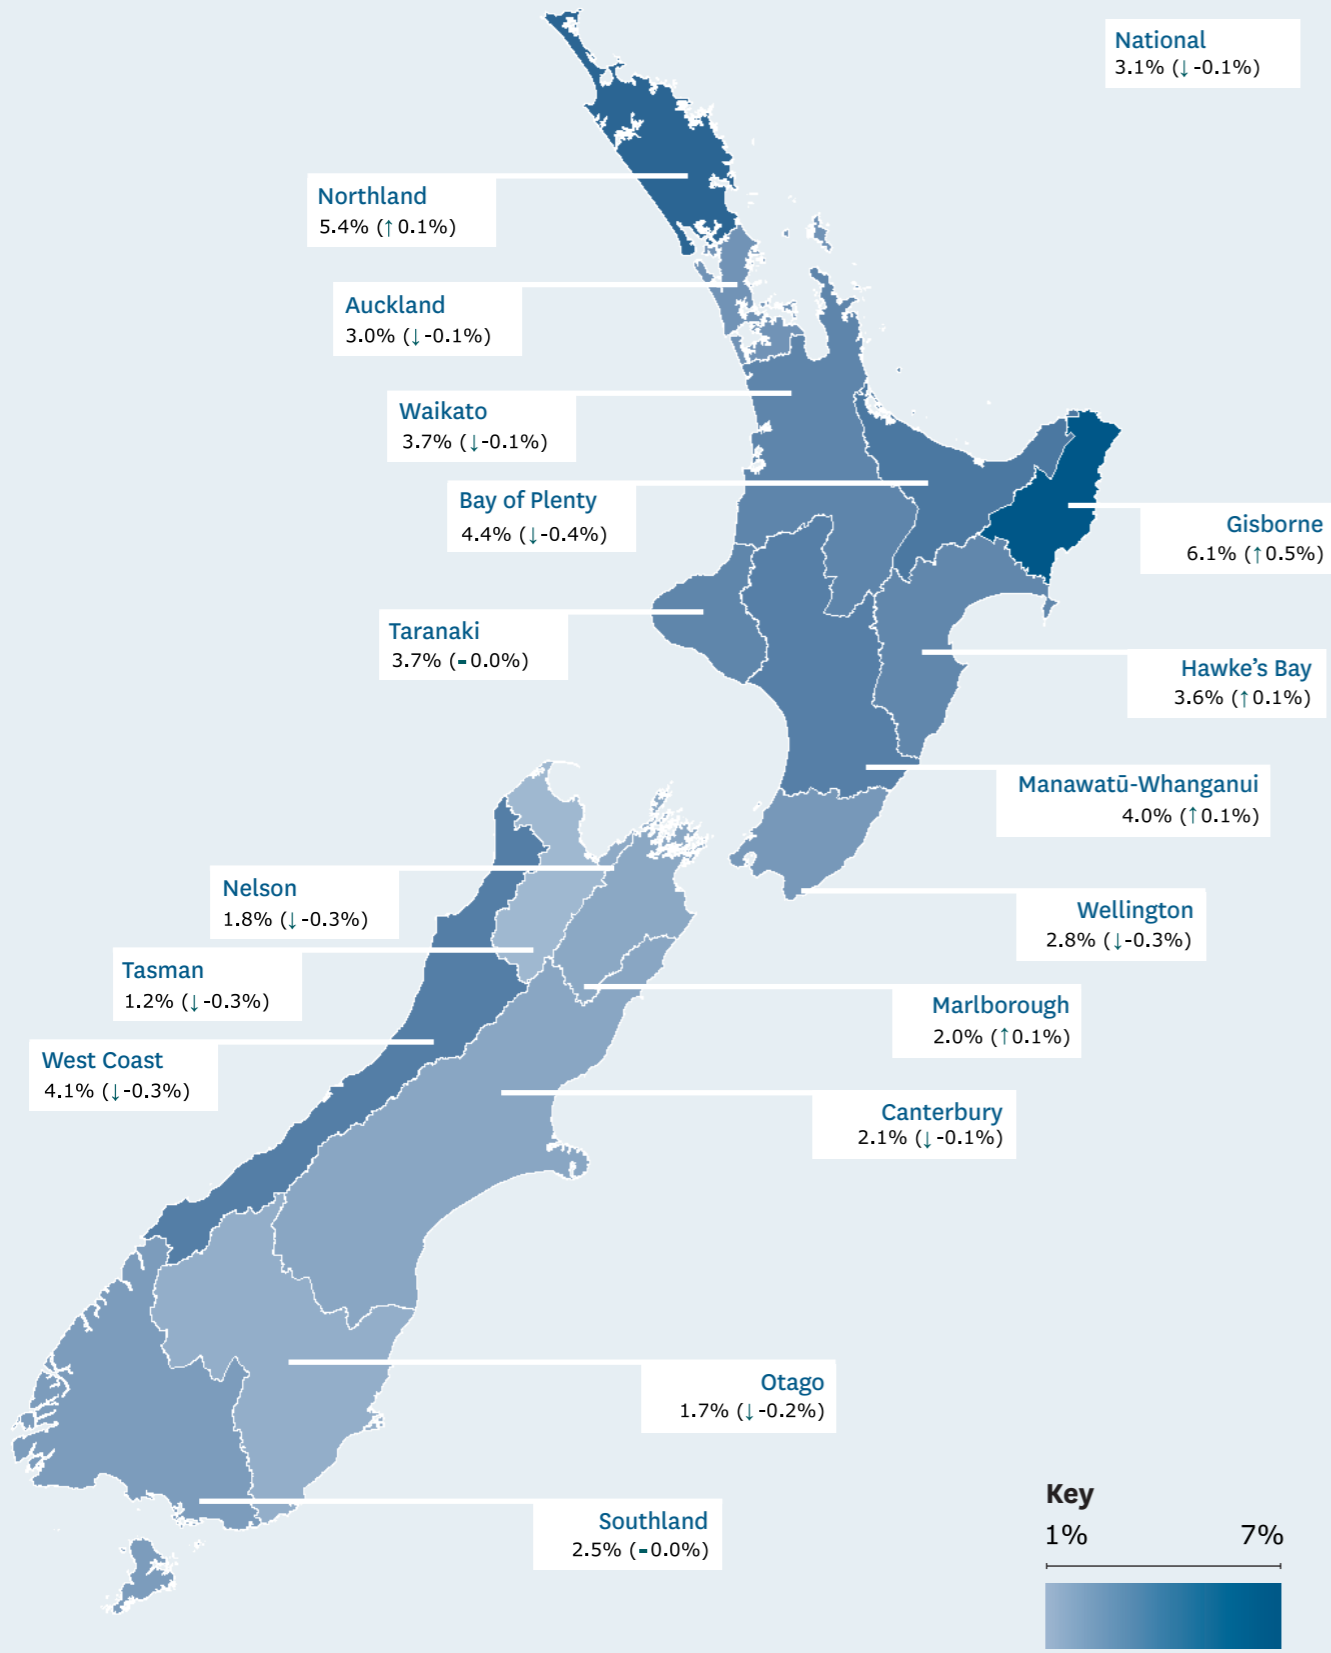 National
3.1% (↓ -0.1%)
Northland
5.4% (↑ 0.1%)
Auckland
3.0% (↓ -0.1%)
Waikato
3.7% (↓ -0.1%)
Bay of Plenty
4.4% (↓ -0.4%)
Gisborne
6.1% (↑ 0.5%)
Taranaki
3.7% (- 0.0%)
Hawke’s Bay
3.6% (↑ 0.1%)
Manawatū-Whanganui
4.0% (↑ 0.1%)
Nelson
1.8% (↓ -0.3%)
Wellington
2.8% (↓ -0.3%)
Tasman
1.2% (↓ -0.3%)
Marlborough
2.0% (↑ 0.1%)
West Coast
4.1% (↓ -0.3%)
Canterbury
2.1% (↓ -0.1%)
Otago
1.7% (↓ -0.2%)
Southland
2.5% (- 0.0%)
Key
1% 7%